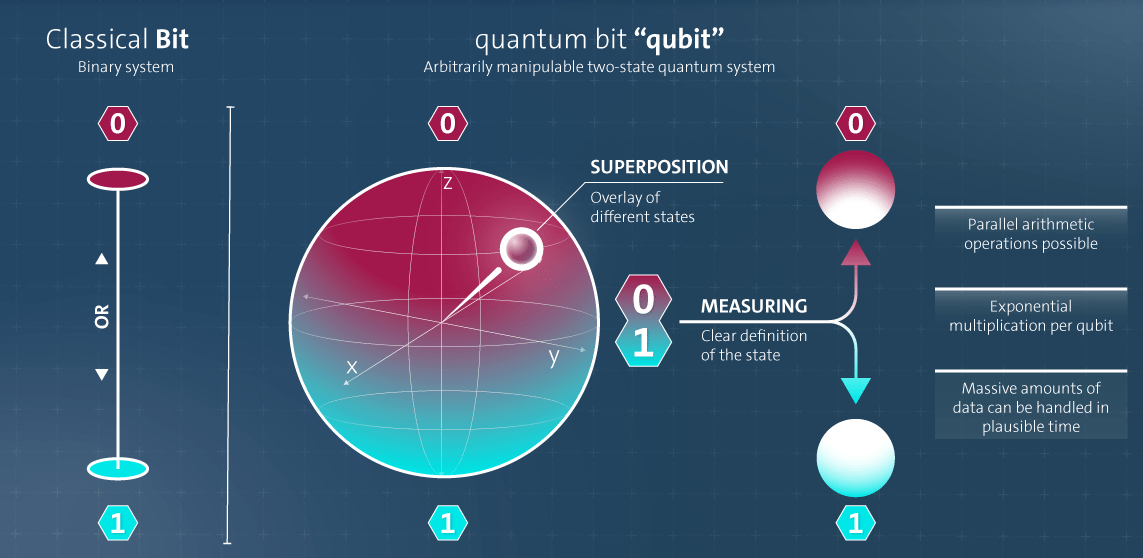 Classical Bit
Binary system
0
OR
1
quantum bit “qubit”
Arbitrarily manipulable two-state quantum system
0
z
x
y
1
SUPERPOSITION
Overlay of
different states
0
1
MEASURING
Clear definition
of the state
0
1
Parallel arithmetic
operations possible
Exponential
multiplication per qubit
Massive amounts of
data can be handled in
plausible time